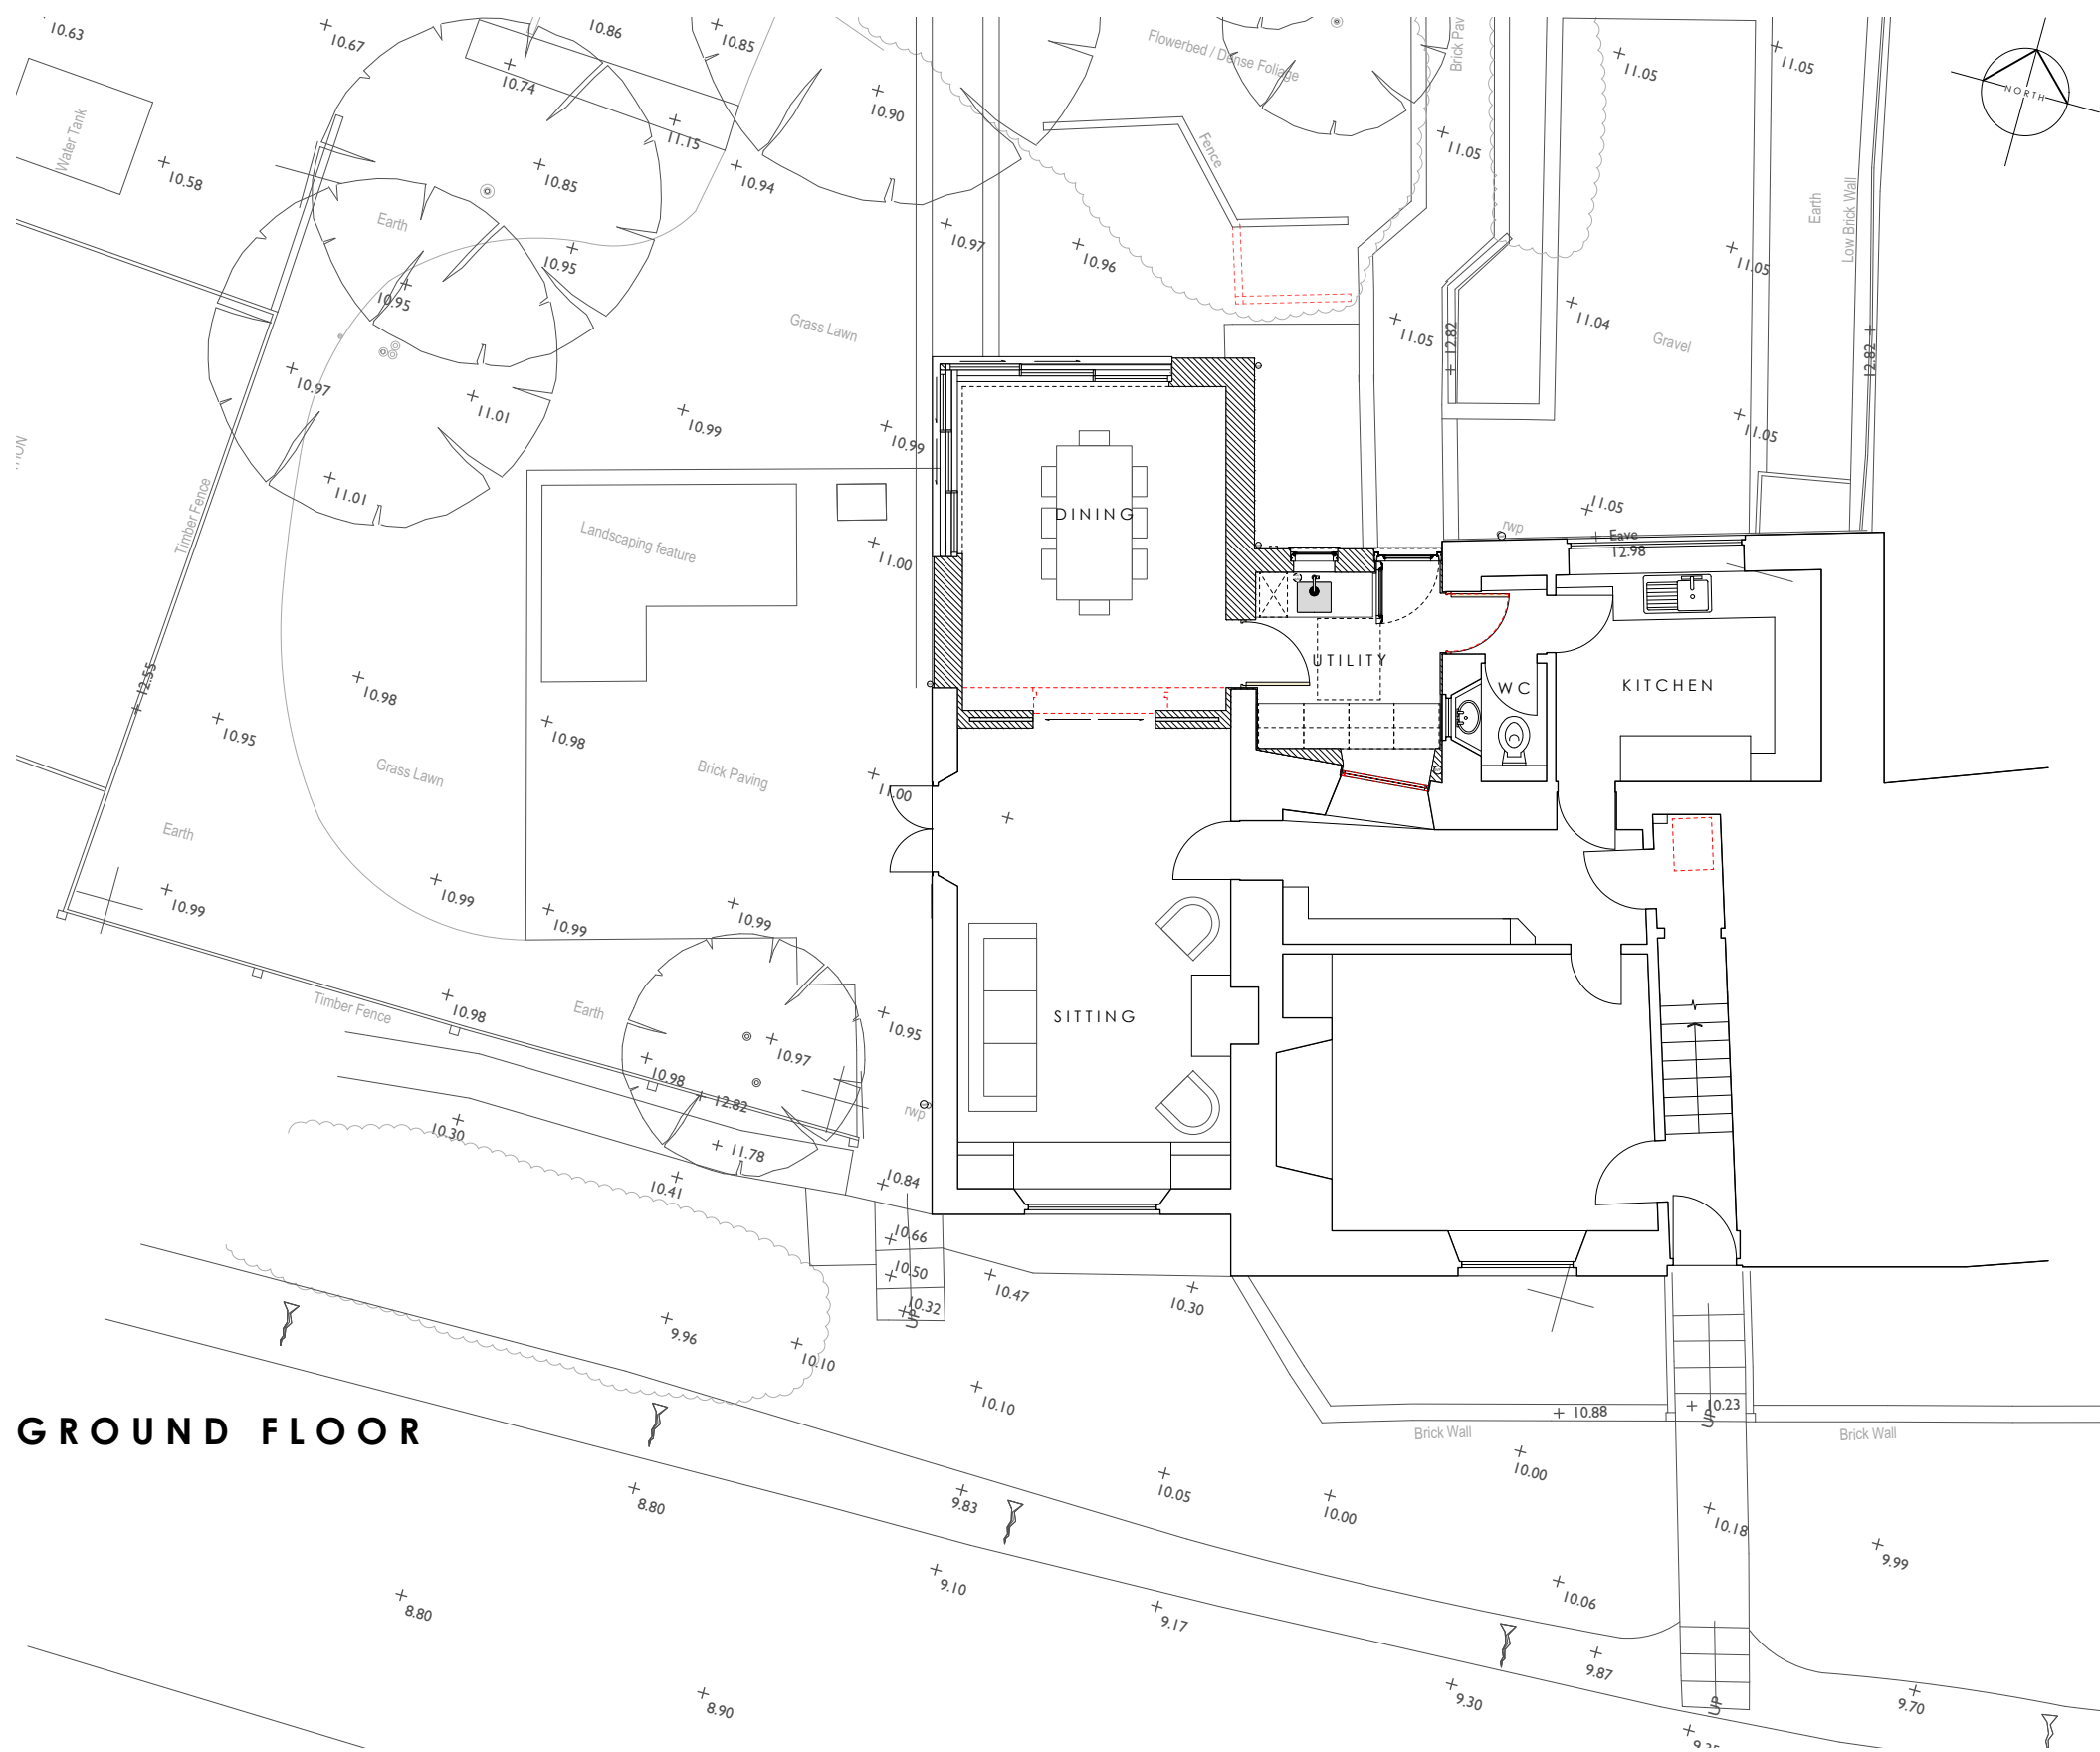 10.63
10.67
10.86
10.85
Flowerbed / Dense Foliage
Brick Pav
11.05
11.05
10.74
10.90
NORTH
Water Tank
11.15
11.05
Fence
10.58
10.85
10.94
Earth
Low Brick Wall
Earth
10.97
10.96
11.05
10.95
10.95
Grass Lawn
11.05
12.82
11.04
Gravel
12.82
10.97
11.01
10.99
10.99
11.05
11.01
Timber Fence
Landscaping feature
DINING
11.05
rwp
Eave
12.98
11.00
UTILITY
WC
KITCHEN
12.55
10.98
10.95
10.98
Grass Lawn
Brick Paving
11.00
Earth
10.99
10.99
10.99
10.99
Timber Fence
10.98
Earth
10.95
SITTING
10.97
10.98
12.82
rwp
10.30
11.78
10.41
10.84
10.66
10.50
10.32
UP
10.47
10.30
9.96
10.10
10.10
GROUND FLOOR
10.88
10.23
UP
Brick Wall
Brick Wall
10.00
8.80
9.83
10.05
10.00
10.18
9.99
8.80
9.10
9.17
10.06
9.87
8.90
9.30
UP
9.70